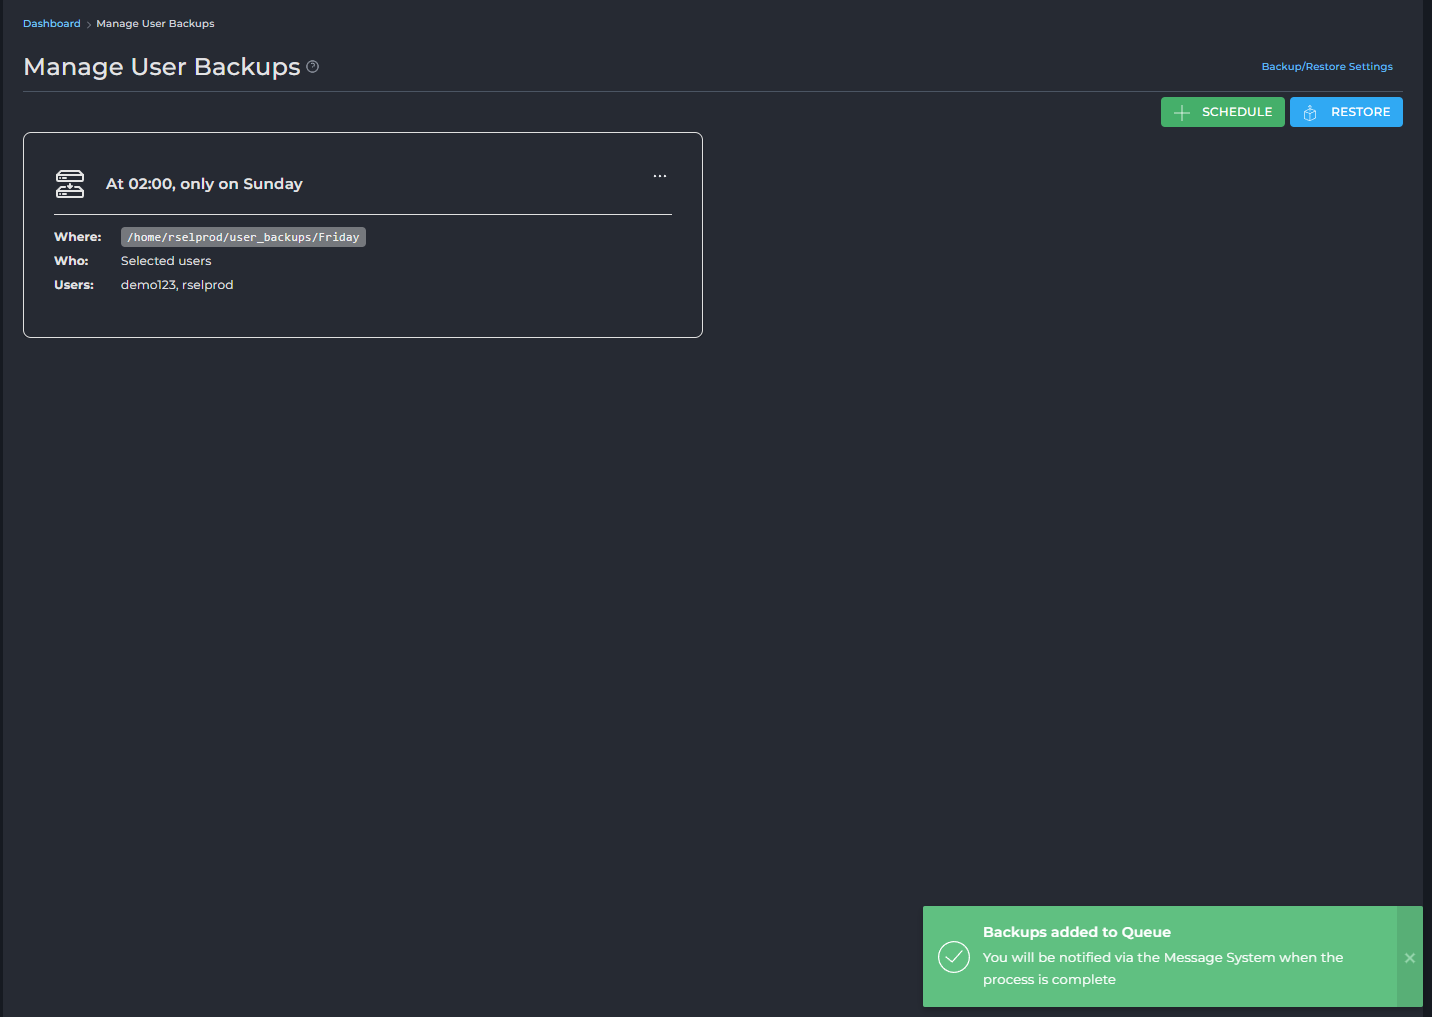 Dashboard > Manage User Backups
Manage User Backups
Backup/Restore Settings
SCHEDULE
RESTORE
At 02:00, only on Sunday
...
Where: /home/rselprod/user_backups/Friday
Who: Selected users
Users: demo123, rselprod
Backups added to Queue
You will be notified via the Message System when the
process is complete